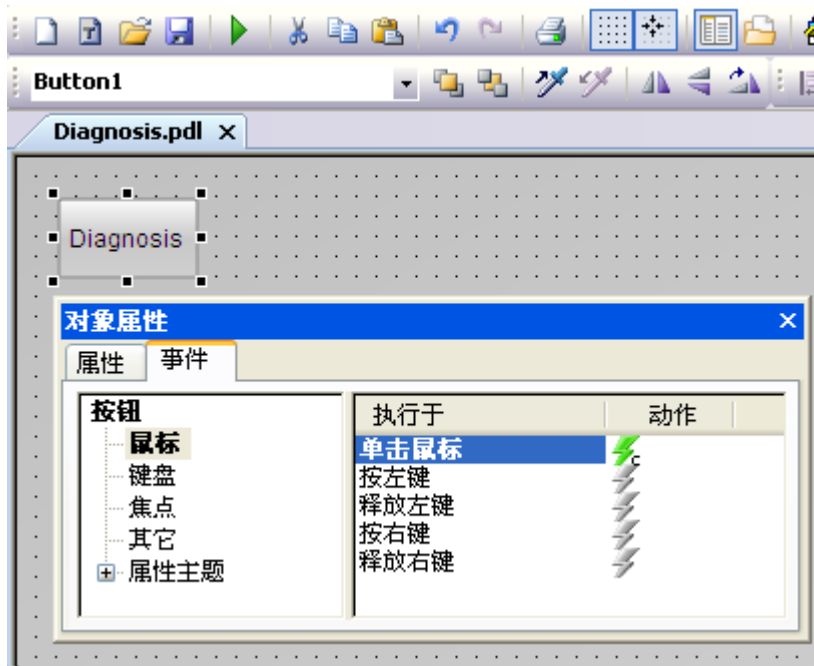 Button1
Diagnosis.pdl
Diagnosis
对象属性
属性 事件
按钮
鼠标
键盘
焦点
其它
属性主题
执行于 动作
单击鼠标
按左键
释放左键
按右键
释放右键